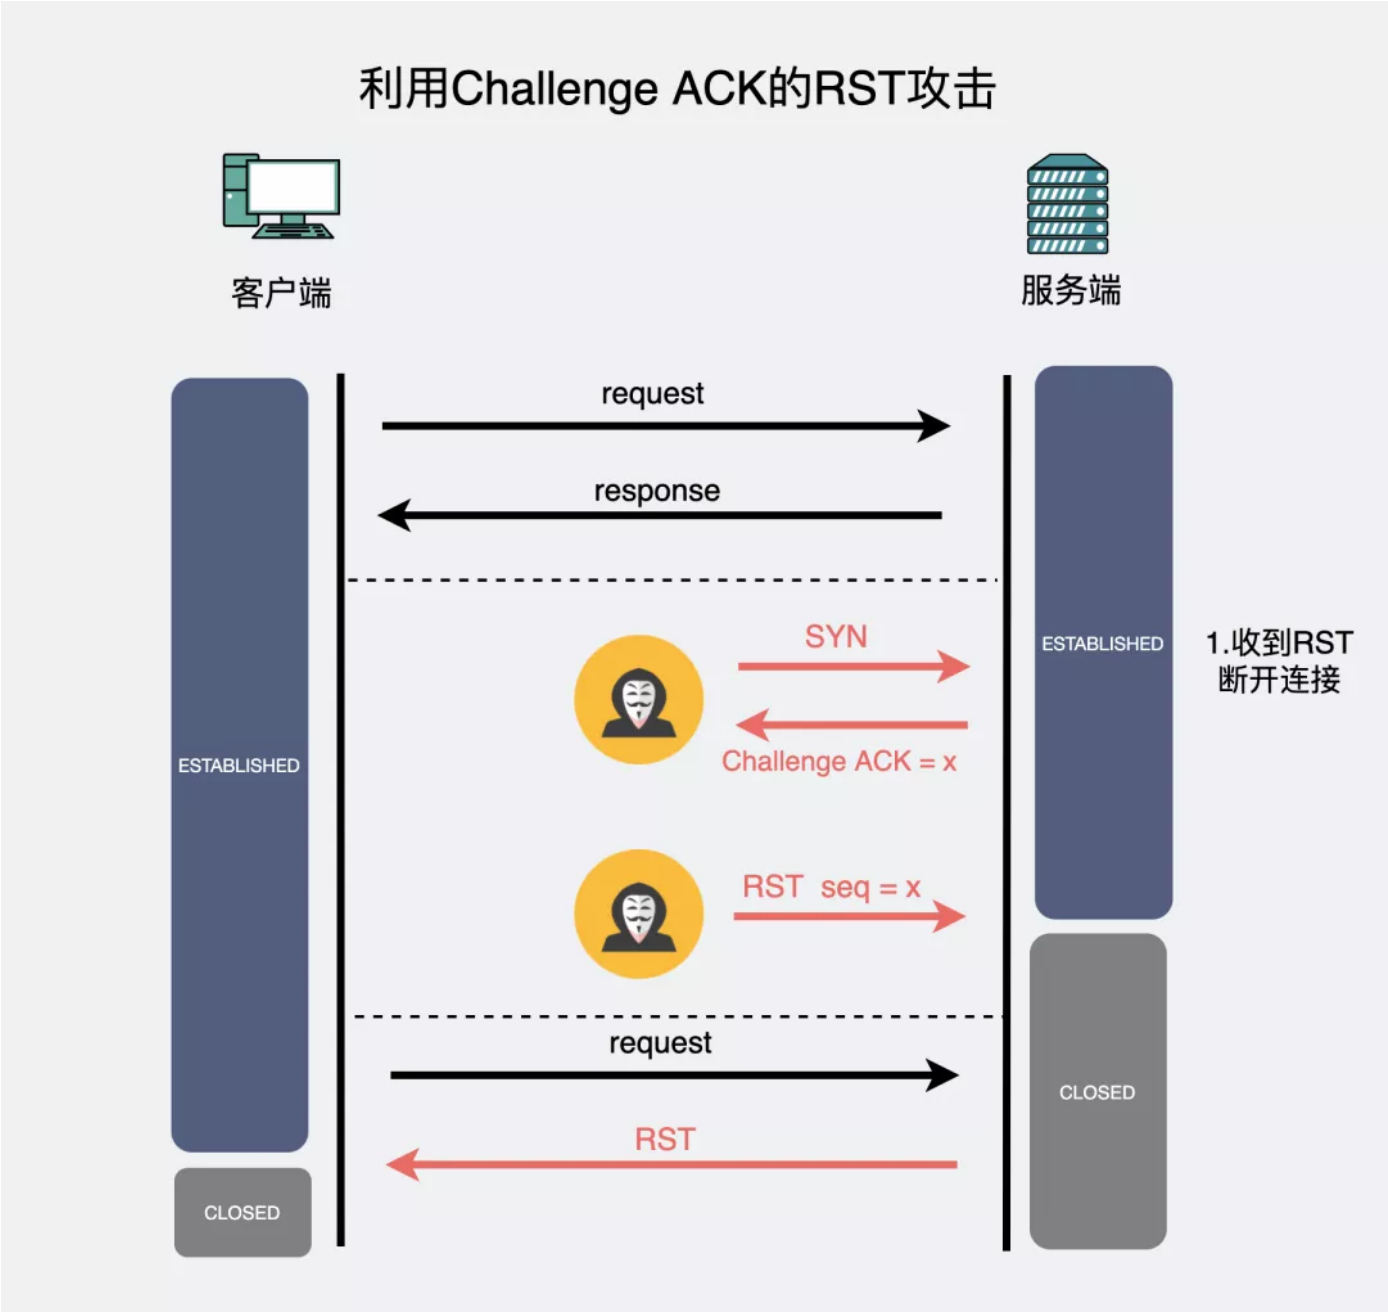 利用Challenge ACK的RST攻击
客户端
服务端
request
response
SYN
ESTABLISHED
1.收到RST
断开连接
Challenge ACK = x
ESTABLISHED
RST seq = x
request
CLOSED
RST
CLOSED